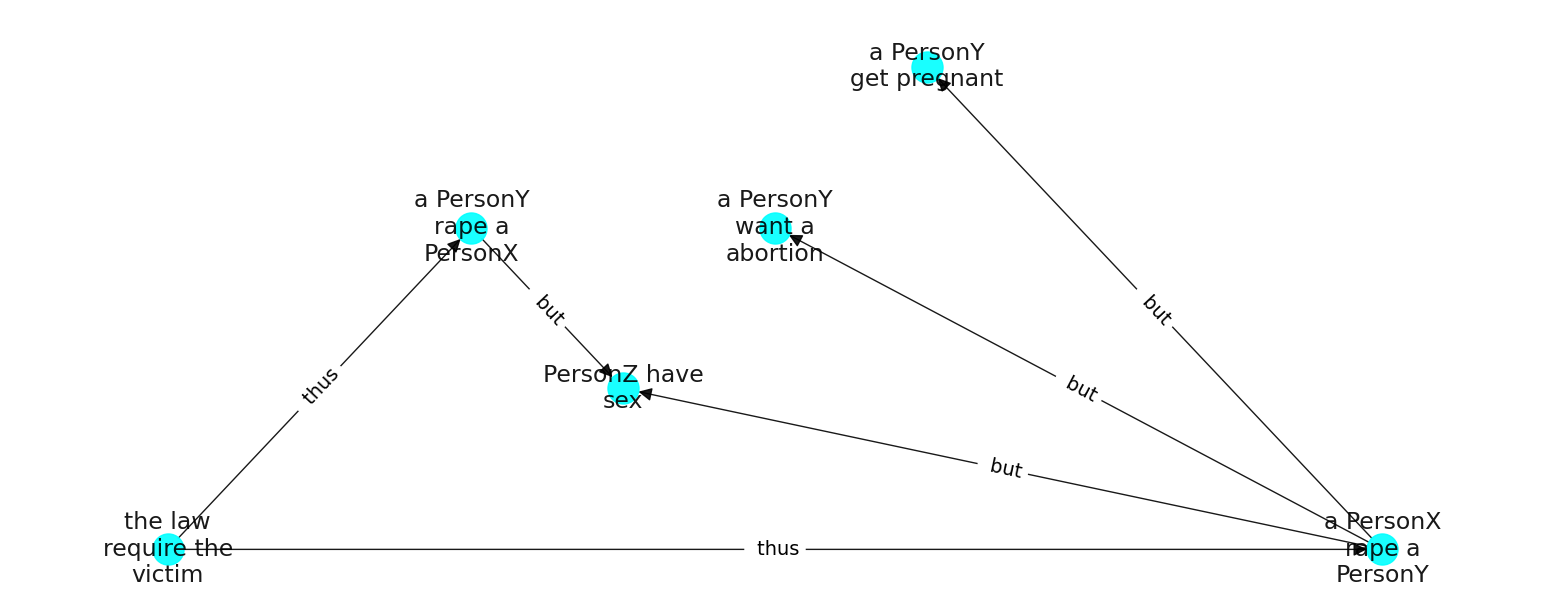 a PersonY
get pregnant
a PersonY
rape a
PersonX
a PersonY
want a
abortion
but
but
thus
PersonZ have
sex
but
but
the law
require the
victim
thus
a PersonX
rape a
PersonY